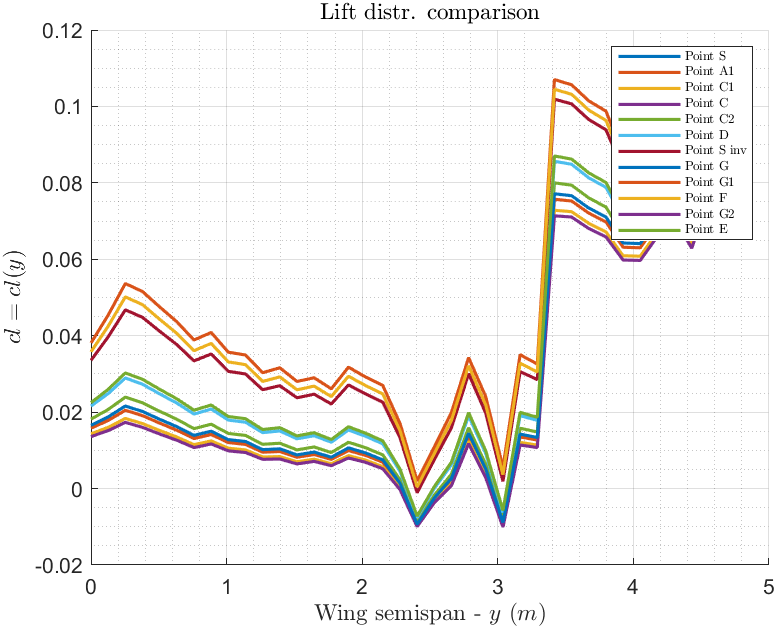 Lift distr. comparison
0.12
0.1
0.08
0.06
0.04
0.02
0
-0.02
cl = cl(y)
Point S
Point A1
Point C1
Point C
Point C2
Point D
Point S inv
Point G
Point G1
Point F
Point G2
Point E
0 1 2 3 4 5
Wing semispan - y (m)